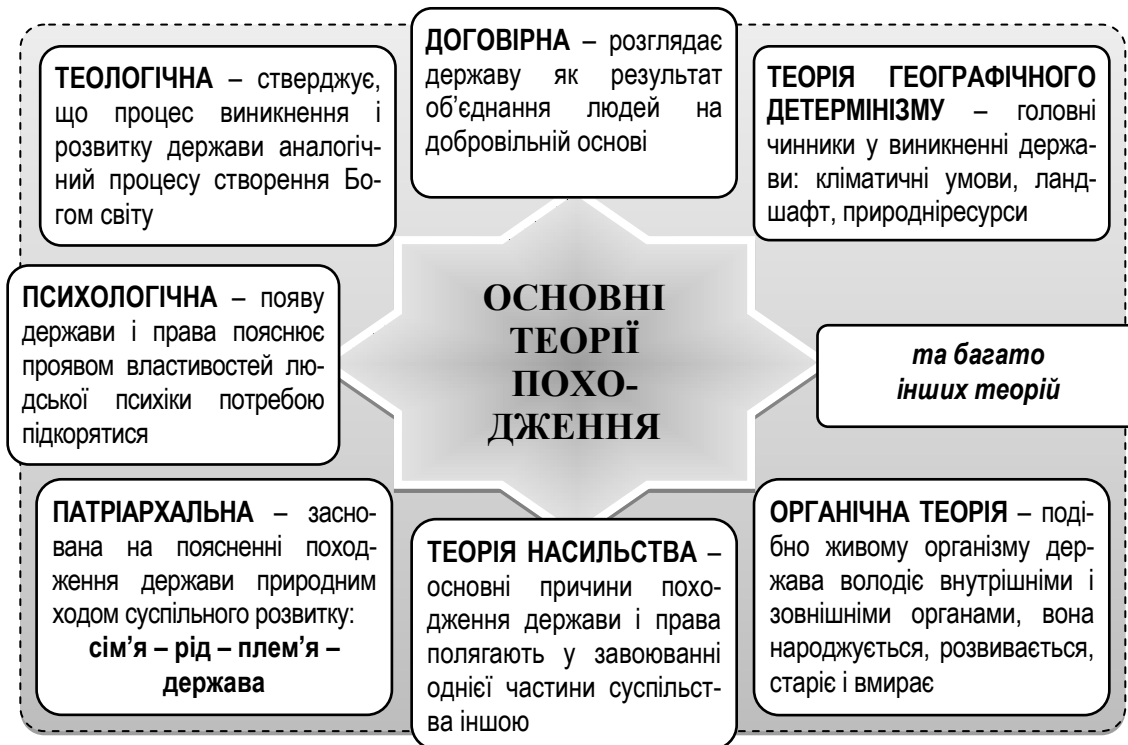 ТЕОЛОГІЧНА – стверджує,
що процес виникнення і
розвитку держави аналогіч-
ний процесу створення Бо-
гом світу
ДОГОВІРНА – розглядає
державу як результат
об’єднання людей на
добровільній основі
ТЕОРІЯ ГЕОГРАФІЧНОГО
ДЕТЕРМІНІЗМУ – головні
чинники у виникненні держа-
ви: кліматичні умови, ланд-
шафт, природніресурси
ПСИХОЛОГІЧНА – появу
держави і права пояснює
проявом властивостей лю-
дської психіки потребою
підкорятися
ОСНОВНІ
ТЕОРІЇ
ПОХО-
ДЖЕННЯ
та багато
інших теорій
ПАТРІАРХАЛЬНА – засно-
вана на поясненні поход-
ження держави природним
ходом суспільного розвитку:
сім’я – рід – плем’я –
держава
ТЕОРІЯ НАСИЛЬСТВА –
основні причини похо-
дження держави і права
полягають у завоюванні
однієї частини суспільст-
ва іншою
ОРГАНІЧНА ТЕОРІЯ – поді-
бно живому організму дер-
жава володіє внутрішніми і
зовнішніми органами, вона
народжується, розвивається,
старіє і вмирає